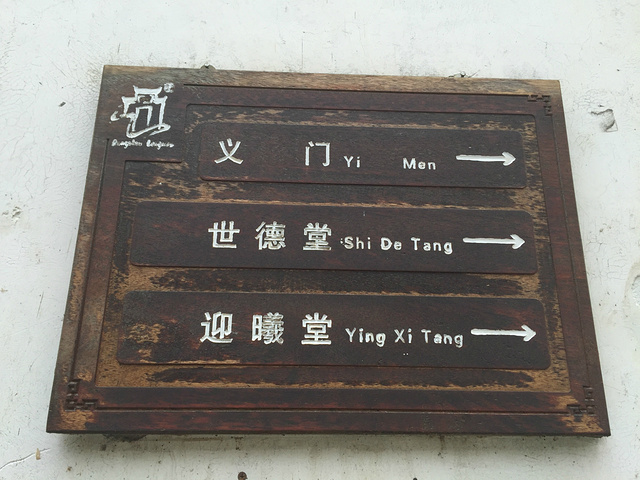 义 门 Yi Men
世德堂 Shi De Tang
迎曦堂 Ying Xi Tang